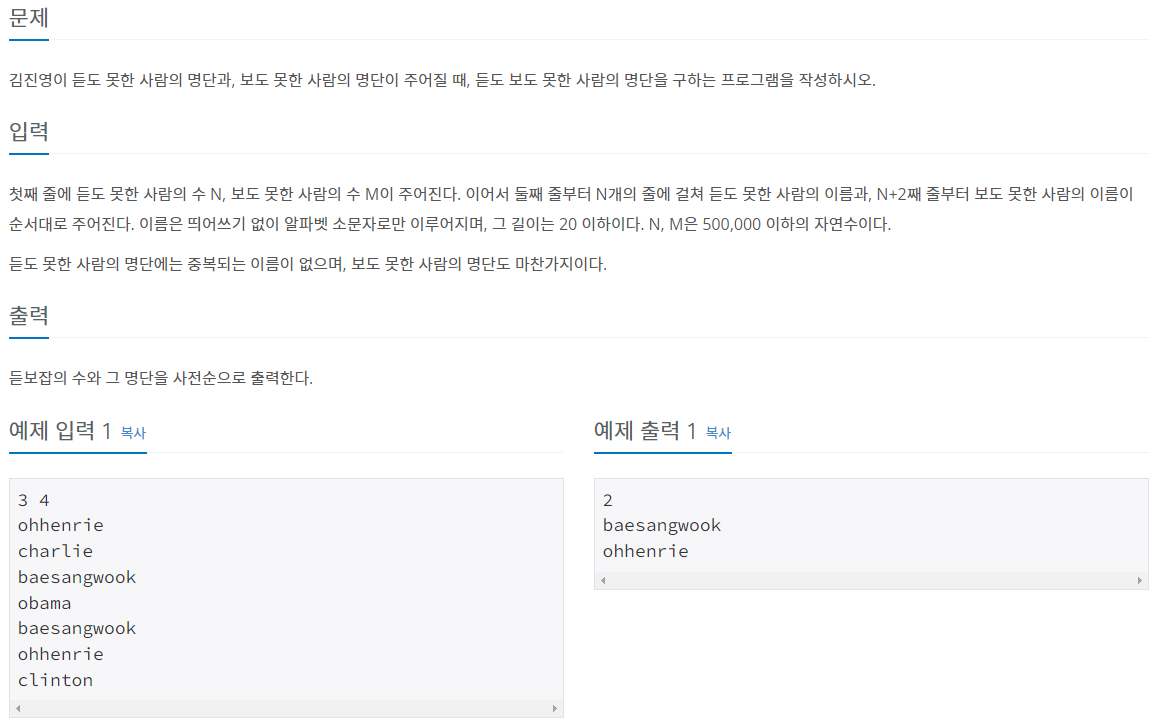 문제
김진영이 듣도 못한 사람의 명단과, 보도 못한 사람의 명단이 주어질 때, 듣도 보도 못한 사람의 명단을 구하는 프로그램을 작성하시오.
입력
첫째 줄에 듣도 못한 사람의 수 N, 보도 못한 사람의 수 M이 주어진다. 이어서 둘째 줄부터 N개의 줄에 걸쳐 듣도 못한 사람의 이름과, N+2째 줄부터 보도 못한 사람의 이름이
순서대로 주어진다. 이름은 띄어쓰기 없이 알파벳 소문자로만 이루어지며, 그 길이는 20 이하이다. N, M은 500,000 이하의 자연수이다.
듣도 못한 사람의 명단에는 중복되는 이름이 없으며, 보도 못한 사람의 명단도 마찬가지이다.
출력
듣보잡의 수와 그 명단을 사전순으로 출력한다.
예제 입력 1 복사
3 4
ohhenrie
charlie
baesangwook
obama
baesangwook
ohhenrie
clinton
예제 출력 1 복사
2
baesangwook
ohhenrie